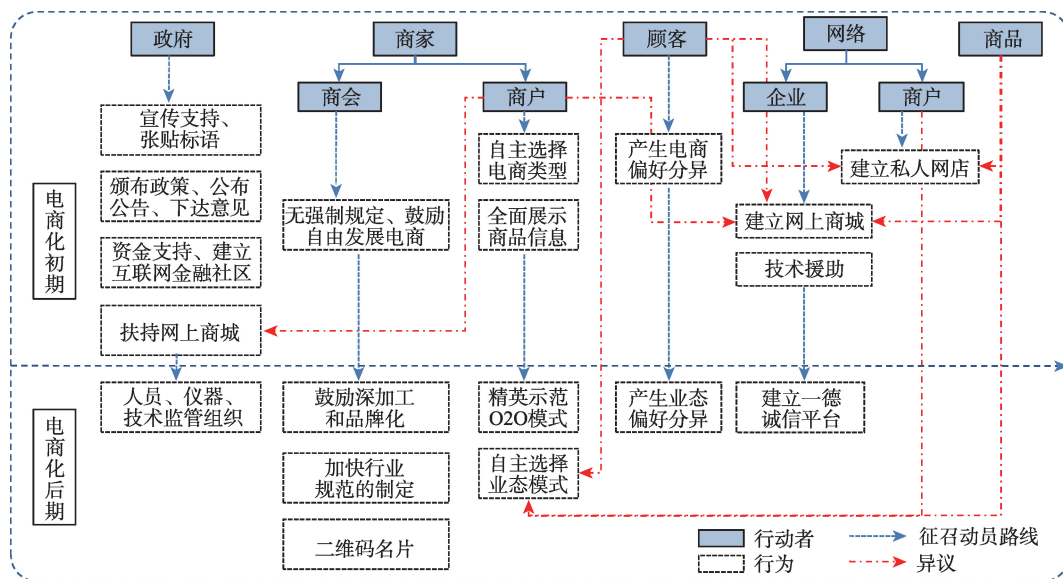 政府
商家
顾客
网络
商品
商会
商户
企业
商户
宣传支持、
张贴标语
自主选择
电商类型
产生电商
偏好分异
建立私人网店
电商化初期
颁布政策、公布
公告、下达意见
无强制规定、鼓励
自由发展电商
全面展示
商品信息
建立网上商城
资金支持、建立
互联网金融社区
技术援助
扶持网上商城
电商化后期
人员、仪器、
技术监管组织
鼓励深加工
和品牌化
精英示范
O2O模式
产生业态
偏好分异
建立一德
诚信平台
加快行业
规范的制定
自主选择
业态模式
二维码名片
行动者
征召动员路线
行为
异议